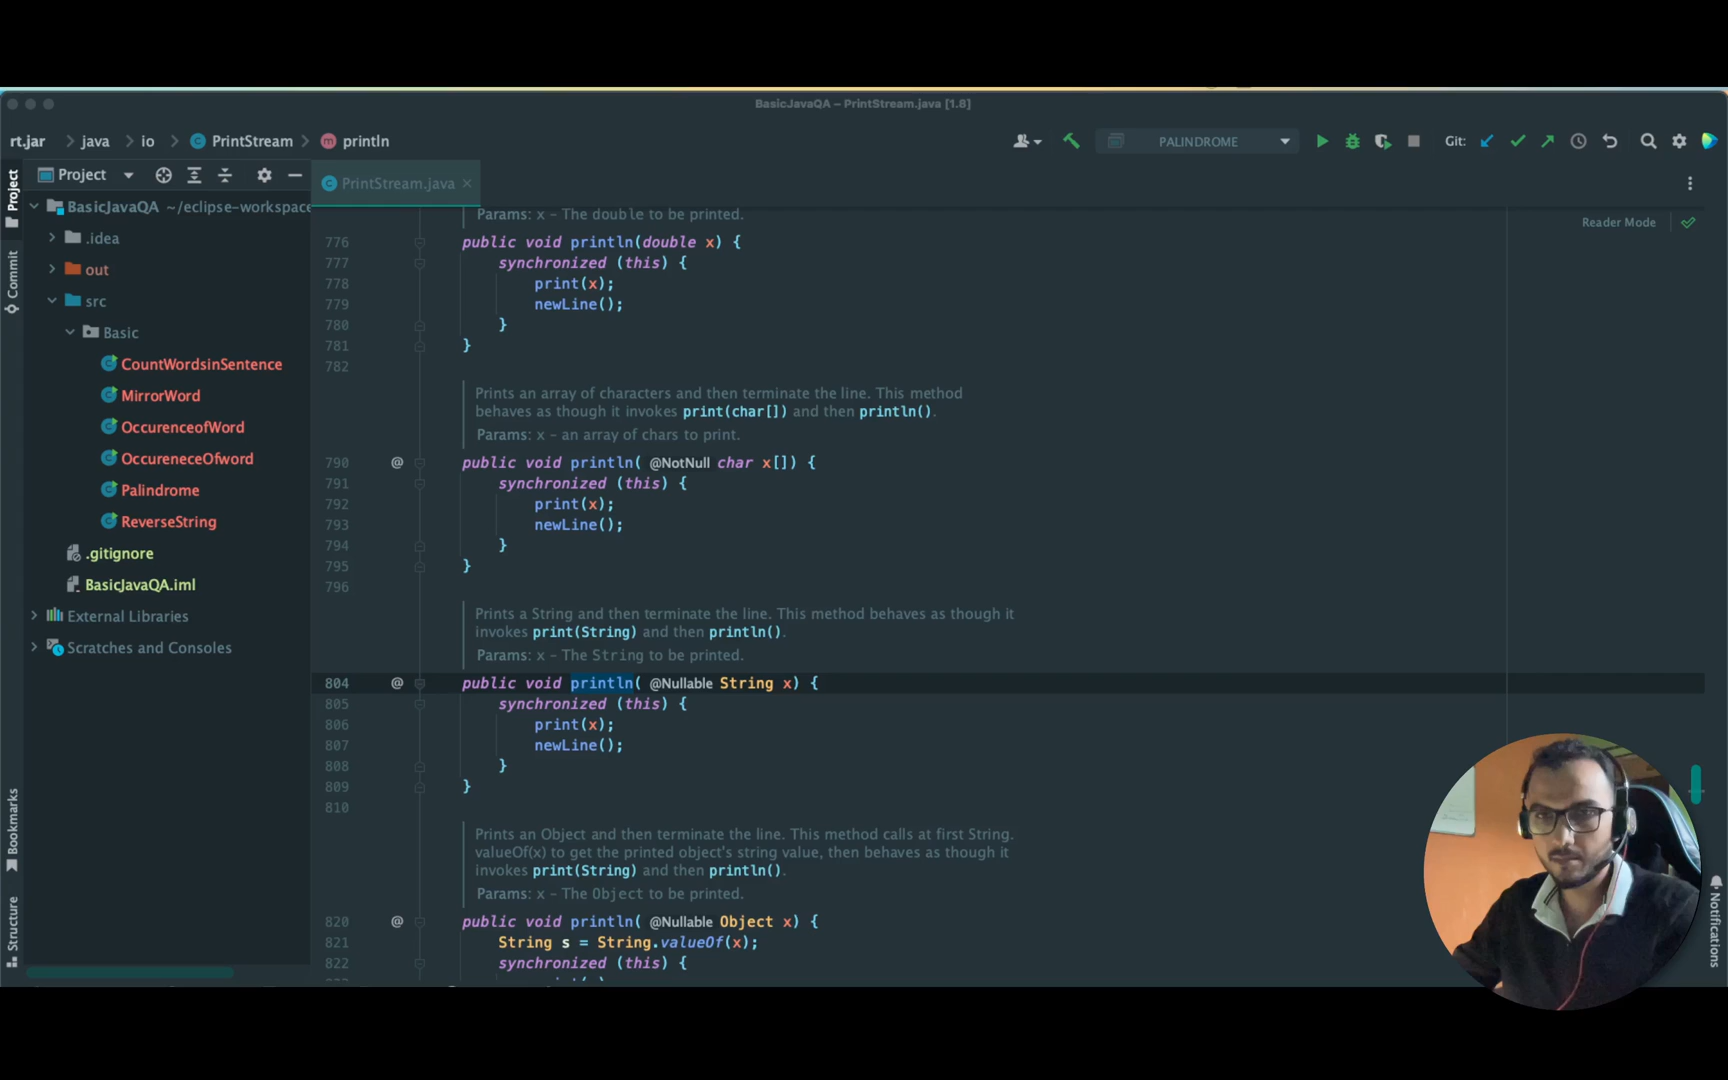 BasicJavaQA – PrintStream.java [1.8]
rt.jar java io PrintStream println PALINDROME Git:
Project
PrintStream.java
Reader Mode
Project
Commit
Bookmarks
Structure
Notifications
BasicJavaQA ~/eclipse-workspace
.idea
out
src
Basic
CountWordsinSentence
MirrorWord
OccurenceofWord
OccureneceOfword
Palindrome
ReverseString
.gitignore
BasicJavaQA.iml
External Libraries
Scratches and Consoles
Params: x – The double to be printed.
776 public void println(double x) {
777 synchronized (this) {
778 print(x);
779 newLine();
780 }
781 }
782
Prints an array of characters and then terminate the line. This method
behaves as though it invokes print(char[]) and then println().
Params: x – an array of chars to print.
790 @ public void println( @NotNull char x[]) {
791 synchronized (this) {
792 print(x);
793 newLine();
794 }
795 }
796
Prints a String and then terminate the line. This method behaves as though it
invokes print(String) and then println().
Params: x – The String to be printed.
804 @ public void println( @Nullable String x) {
805 synchronized (this) {
806 print(x);
807 newLine();
808 }
809 }
810
Prints an Object and then terminate the line. This method calls at first String.
valueOf(x) to get the printed object's string value, then behaves as though it
invokes print(String) and then println().
Params: x – The Object to be printed.
820 @ public void println( @Nullable Object x) {
821 String s = String.valueOf(x);
822 synchronized (this) {